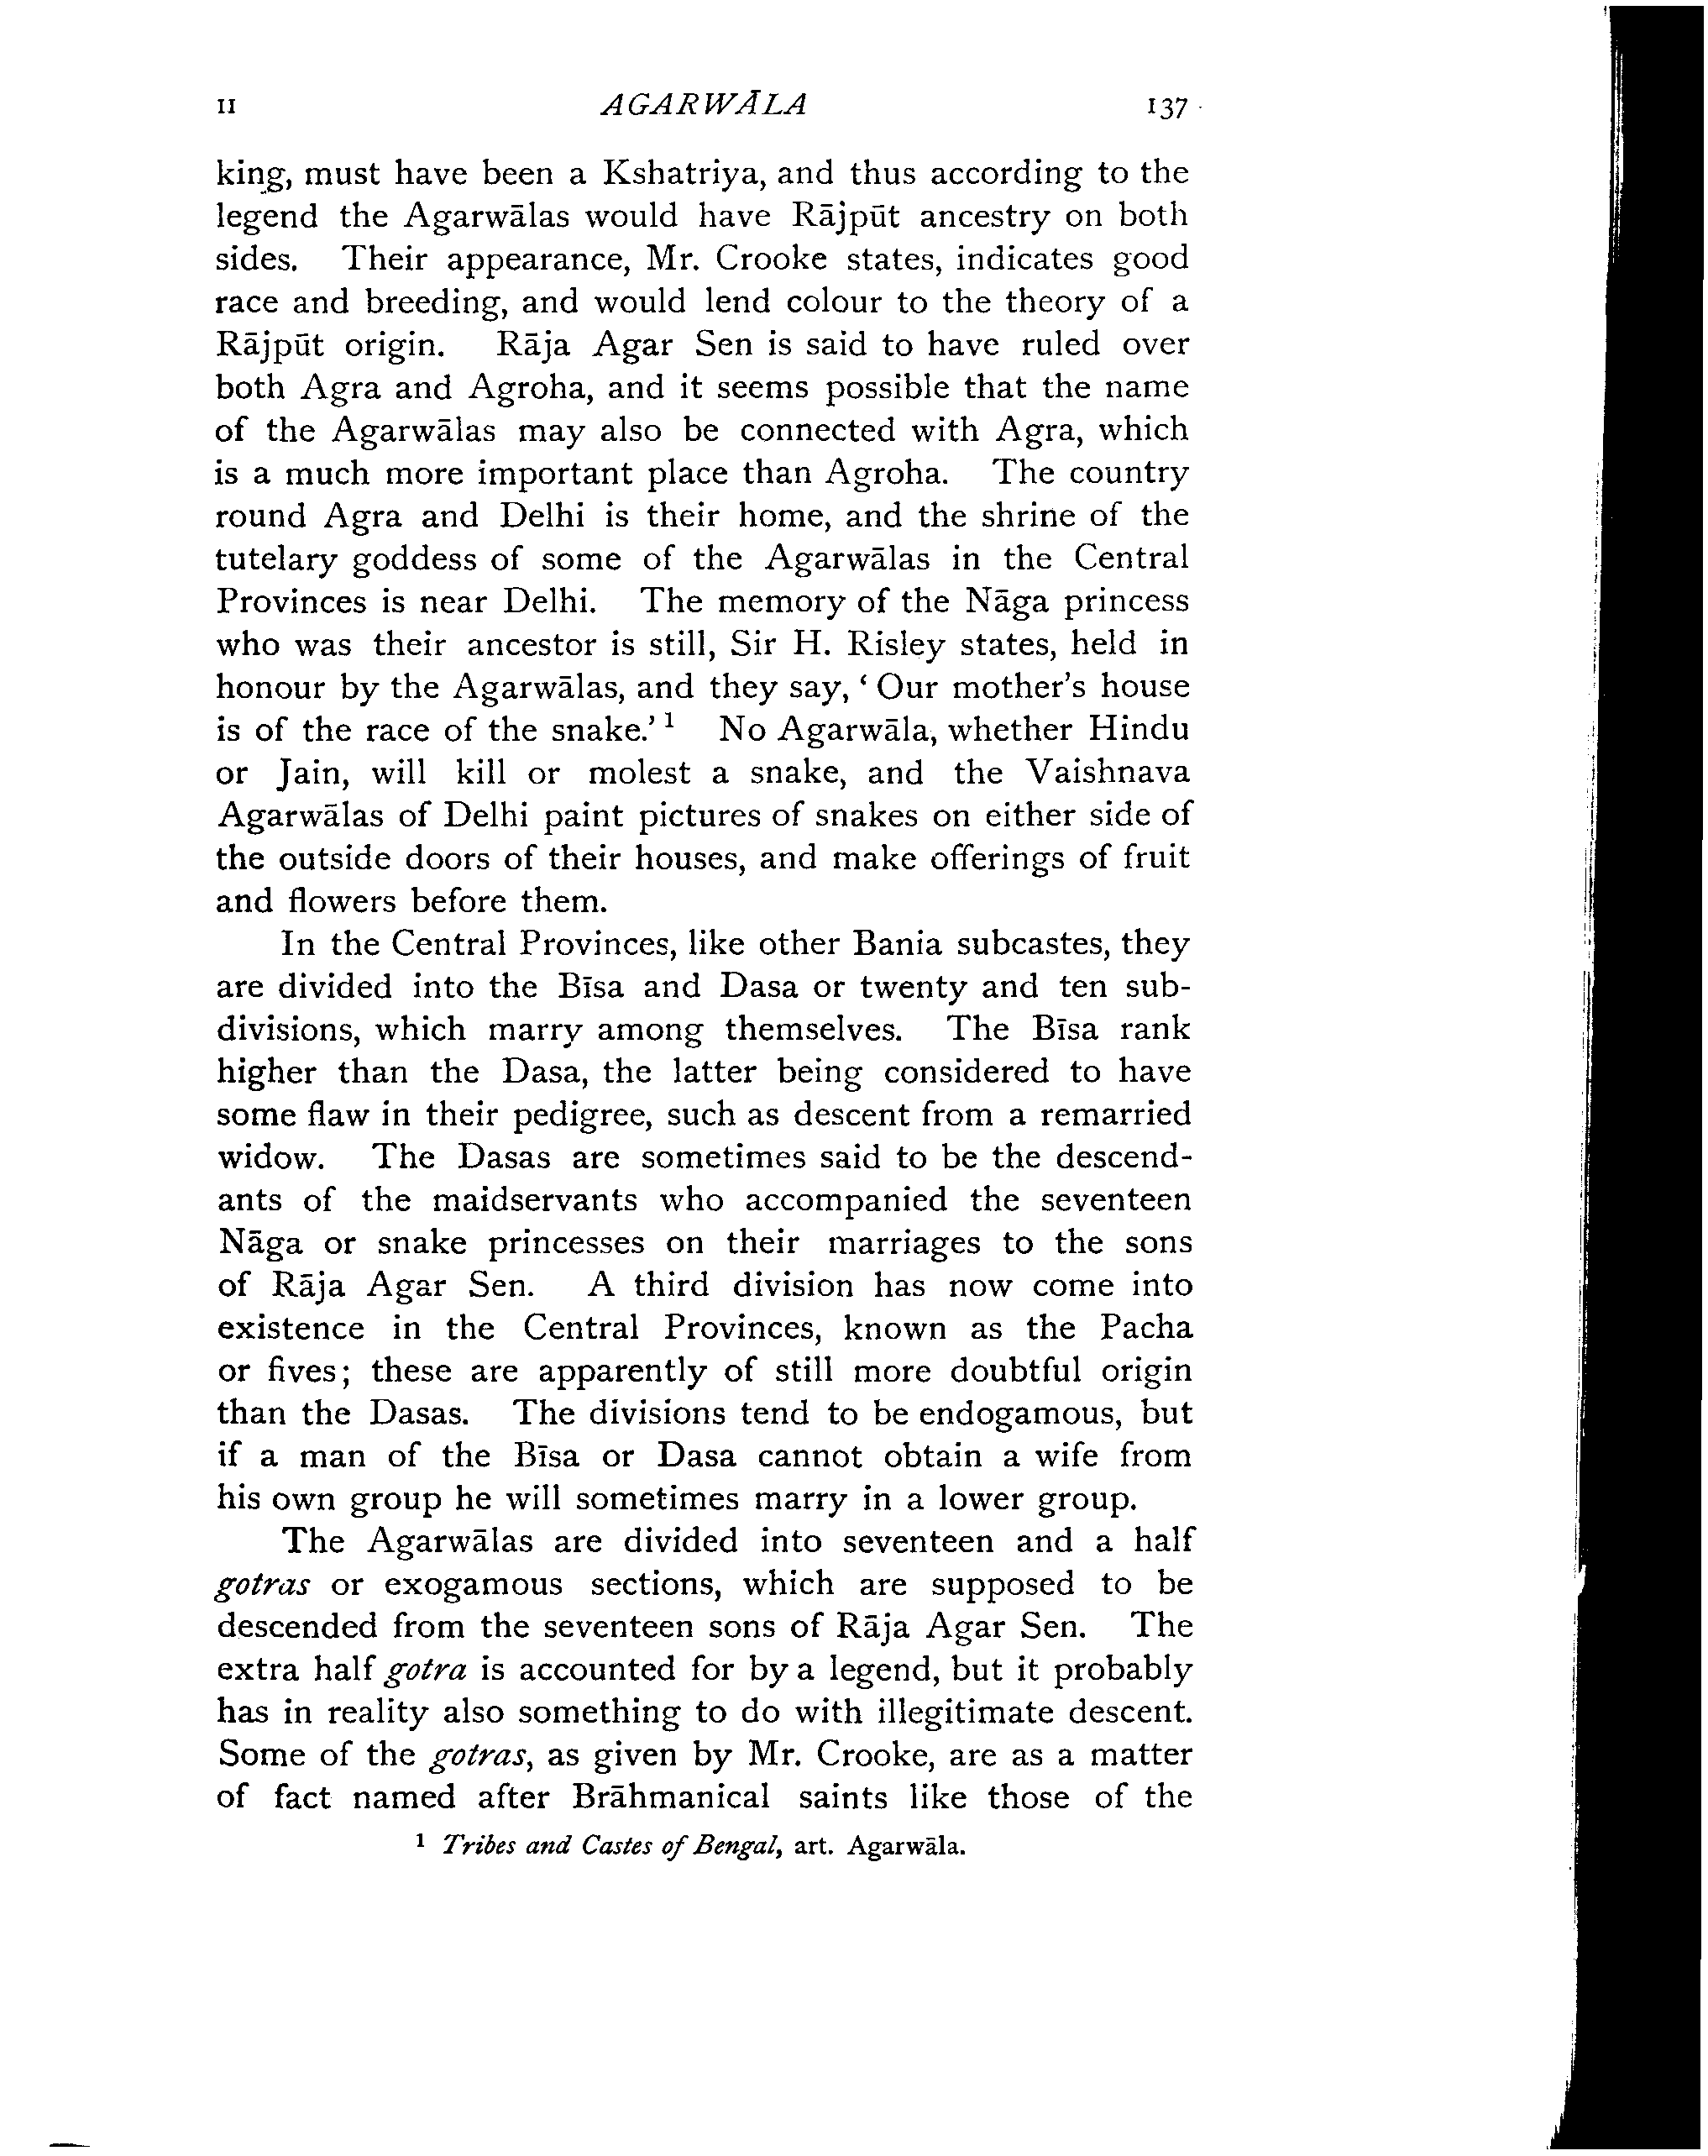 II AGARWĀLA 137
king, must have been a Kshatriya, and thus according to the
legend the Agarwālas would have Rājpūt ancestry on both
sides. Their appearance, Mr. Crooke states, indicates good
race and breeding, and would lend colour to the theory of a
Rājpūt origin. Rāja Agar Sen is said to have ruled over
both Agra and Agroha, and it seems possible that the name
of the Agarwālas may also be connected with Agra, which
is a much more important place than Agroha. The country
round Agra and Delhi is their home, and the shrine of the
tutelary goddess of some of the Agarwālas in the Central
Provinces is near Delhi. The memory of the Nāga princess
who was their ancestor is still, Sir H. Risley states, held in
honour by the Agarwālas, and they say, ‘Our mother’s house
is of the race of the snake.’ 1 No Agarwāla, whether Hindu
or Jain, will kill or molest a snake, and the Vaishnava
Agarwālas of Delhi paint pictures of snakes on either side of
the outside doors of their houses, and make offerings of fruit
and flowers before them.
In the Central Provinces, like other Bania subcastes, they
are divided into the Bīsa and Dasa or twenty and ten sub-
divisions, which marry among themselves. The Bīsa rank
higher than the Dasa, the latter being considered to have
some flaw in their pedigree, such as descent from a remarried
widow. The Dasas are sometimes said to be the descend-
ants of the maidservants who accompanied the seventeen
Nāga or snake princesses on their marriages to the sons
of Rāja Agar Sen. A third division has now come into
existence in the Central Provinces, known as the Pacha
or fives; these are apparently of still more doubtful origin
than the Dasas. The divisions tend to be endogamous, but
if a man of the Bīsa or Dasa cannot obtain a wife from
his own group he will sometimes marry in a lower group.
The Agarwālas are divided into seventeen and a half
gotras or exogamous sections, which are supposed to be
descended from the seventeen sons of Rāja Agar Sen. The
extra half gotra is accounted for by a legend, but it probably
has in reality also something to do with illegitimate descent.
Some of the gotras, as given by Mr. Crooke, are as a matter
of fact named after Brāhmanical saints like those of the
1 Tribes and Castes of Bengal, art. Agarwāla.